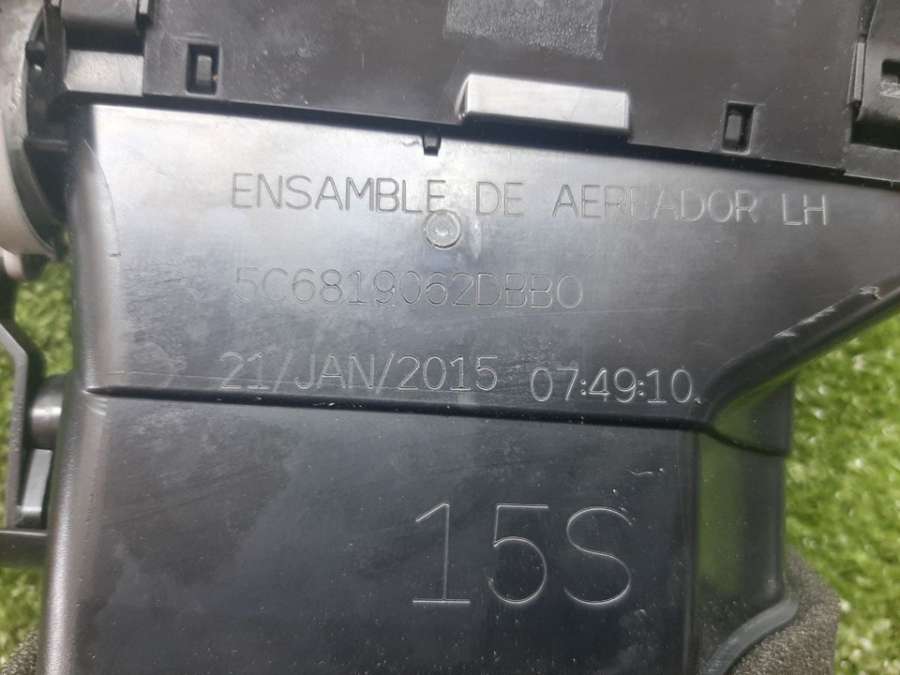 ENSAMBLE DE AEREADOR LH
5C6819062DBBO
21/JAN/2015 07:49:10
15S